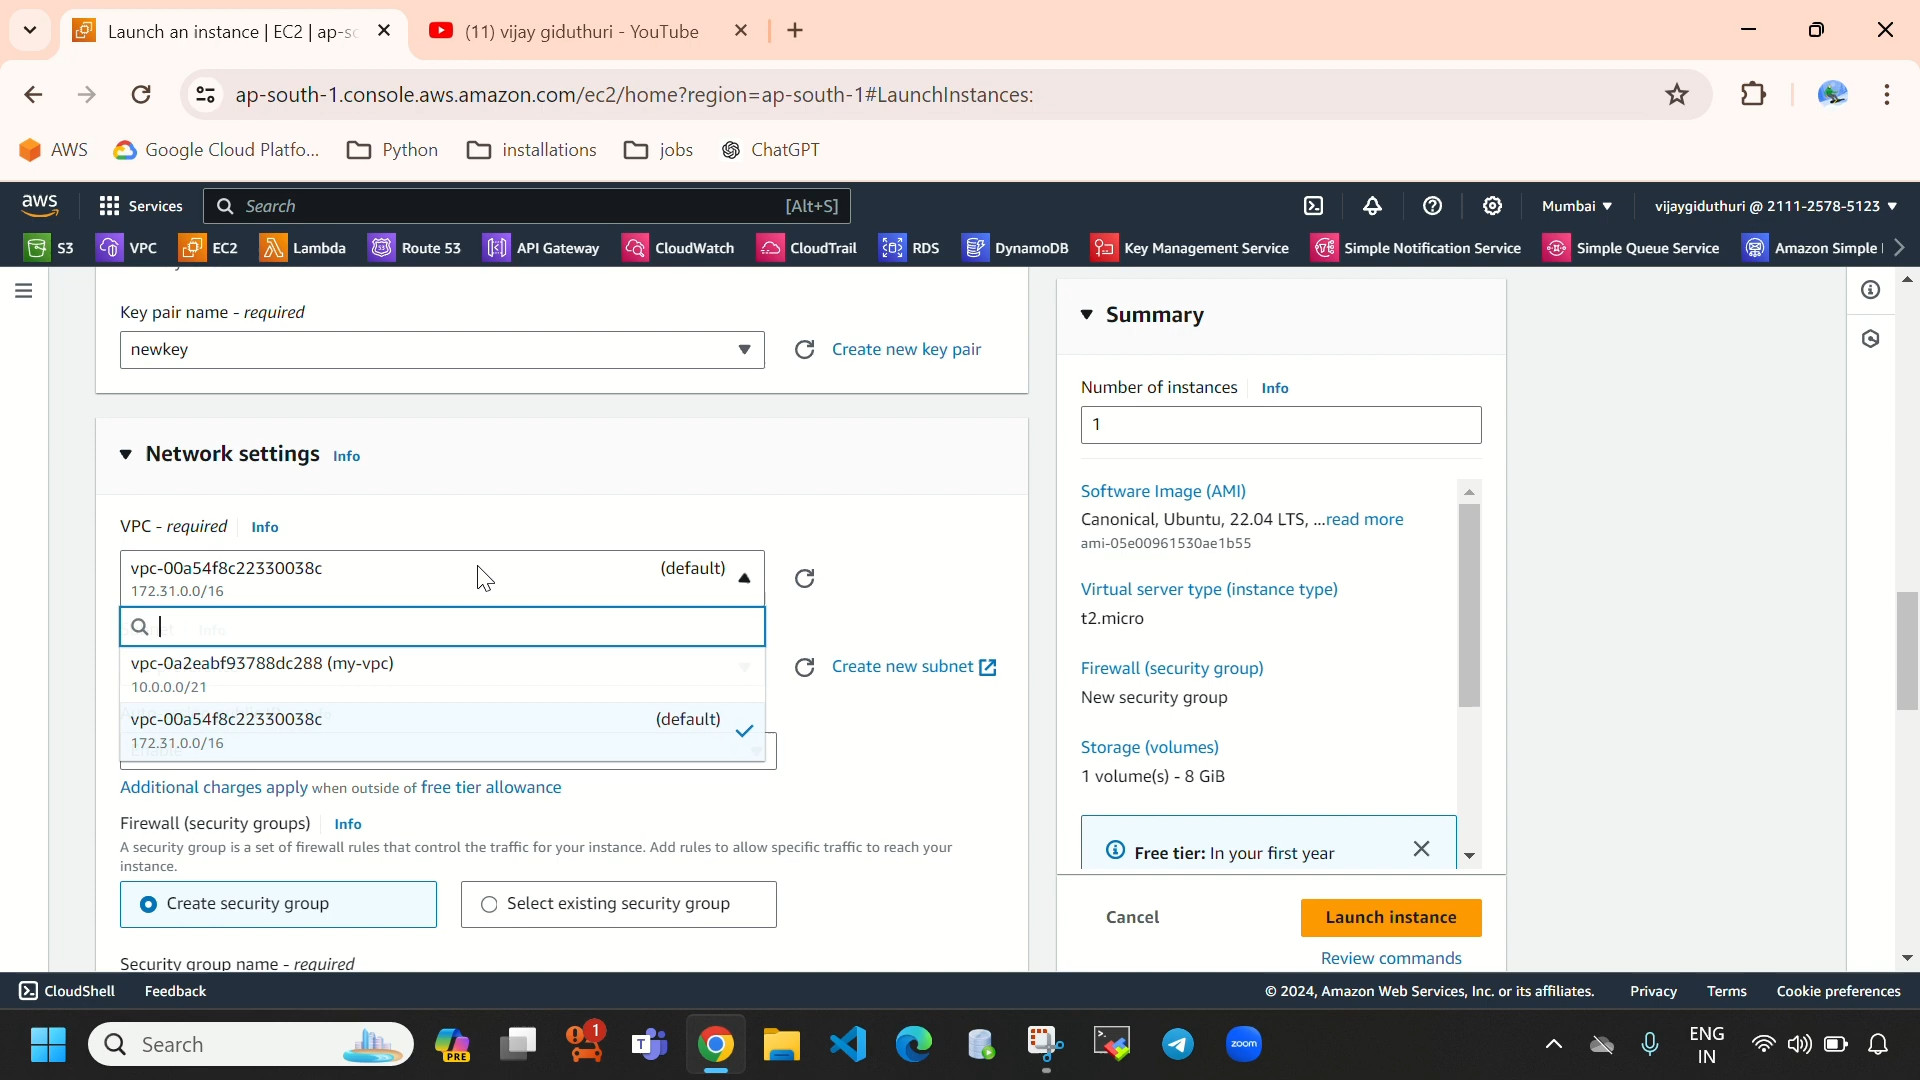 Launch an instance | EC2 | ap-sc
(11) vijay giduthuri - YouTube
ap-south-1.console.aws.amazon.com/ec2/home?region=ap-south-1#LaunchInstances:
AWS
Google Cloud Platfo...
Python
installations
jobs
ChatGPT
aws
Services
Search
[Alt+S]
Mumbai
vijaygiduthuri @ 2111-2578-5123
S3
VPC
EC2
Lambda
Route 53
API Gateway
CloudWatch
CloudTrail
RDS
DynamoDB
Key Management Service
Simple Notification Service
Simple Queue Service
Amazon Simple
Key pair name - required
newkey
Create new key pair
Network settings Info
VPC - required Info
vpc-00a54f8c22330038c (default)
172.31.0.0/16
vpc-0a2eabf93788dc288 (my-vpc)
10.0.0.0/21
Create new subnet
vpc-00a54f8c22330038c (default)
172.31.0.0/16
Additional charges apply when outside of free tier allowance
Firewall (security groups) Info
A security group is a set of firewall rules that control the traffic for your instance. Add rules to allow specific traffic to reach your
instance.
Create security group
Select existing security group
Security group name - required
Summary
Number of instances Info
1
Software Image (AMI)
Canonical, Ubuntu, 22.04 LTS, ...read more
ami-05e00961530ae1b55
Virtual server type (instance type)
t2.micro
Firewall (security group)
New security group
Storage (volumes)
1 volume(s) - 8 GiB
Free tier: In your first year
Cancel
Launch instance
Review commands
CloudShell
Feedback
© 2024, Amazon Web Services, Inc. or its affiliates.
Privacy
Terms
Cookie preferences
Search
PRE
1
T
zoom
ENG
IN